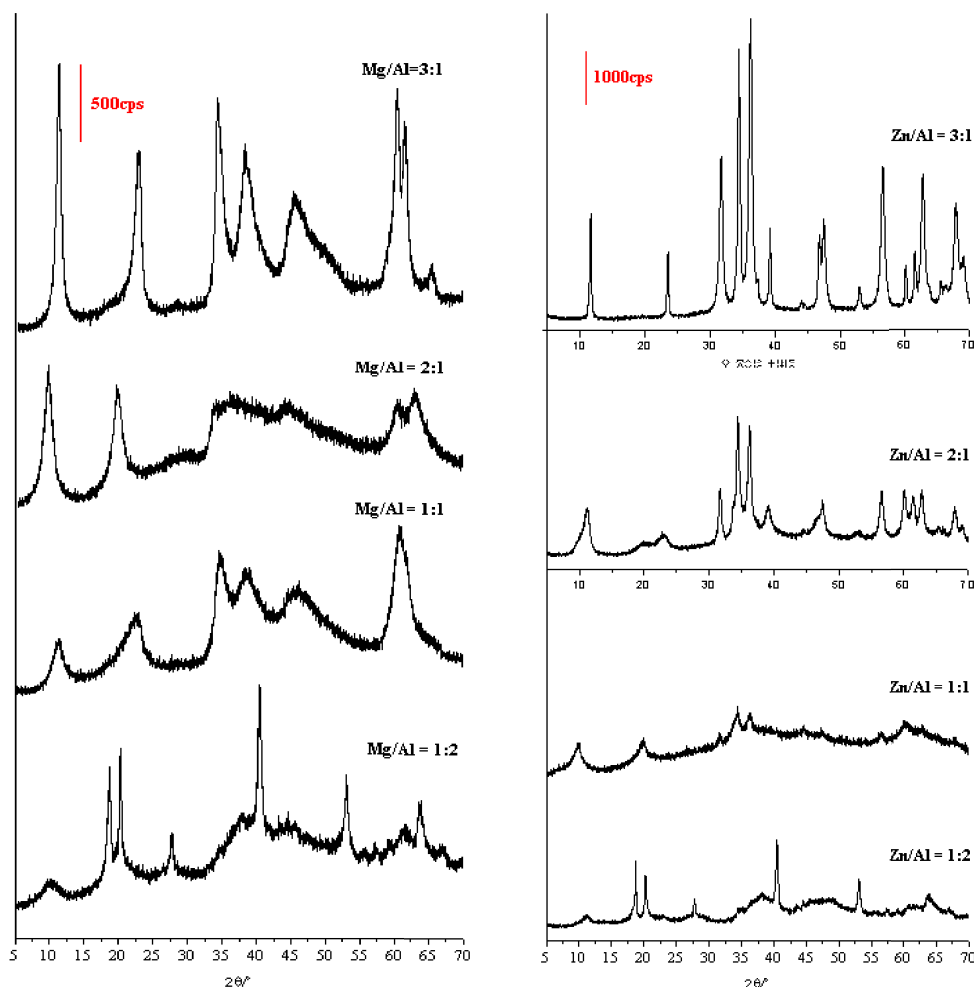 Mg/Al=3:1
500cps
Mg/Al = 2:1
Mg/Al = 1:1
Mg/Al = 1:2
5 10 15 20 25 30 35 40 45 50 55 60 65 70
2θ/°
1000cps
Zn/Al = 3:1
10 20 30 40 50 60 70
Zn/Al = 2:1
10 20 30 40 50 60 70
Zn/Al = 1:1
Zn/Al = 1:2
5 10 15 20 25 30 35 40 45 50 55 60 65 70
2θ/°